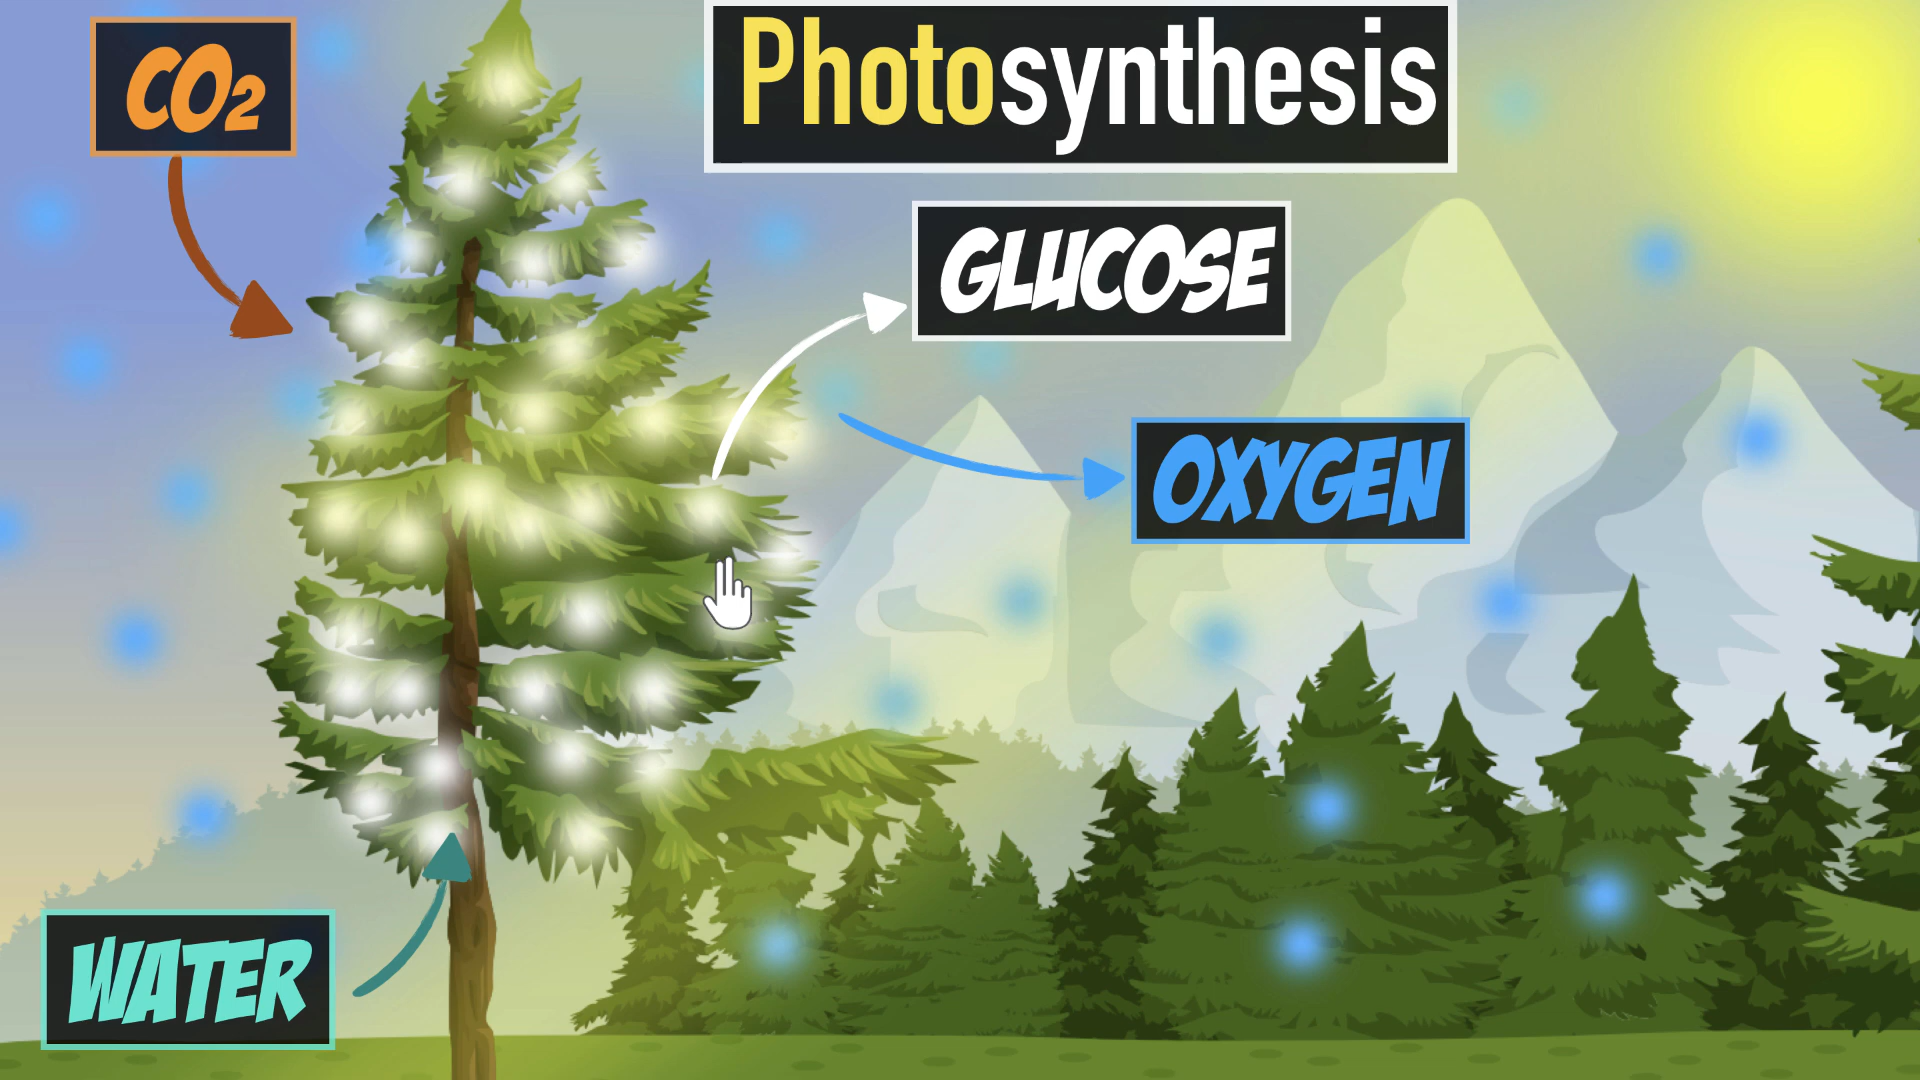 CO₂
Photosynthesis
GLUCOSE
OXYGEN
WATER